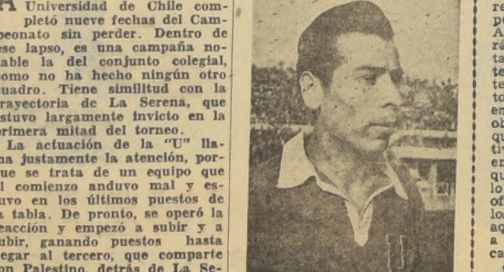 A Universidad de Chile com-
pletó nueve fechas del Cam-
peonato sin perder. Dentro de
ese lapso, es una campaña no-
table la del conjunto colegial,
como no ha hecho ningún otro
cuadro. Tiene similitud con la
trayectoria de La Serena, que
estuvo largamente invicto en la
primera mitad del torneo.
La actuación de la "U" lla-
ma justamente la atención, por-
que se trata de un equipo que
al comienzo anduvo mal y es-
tuvo en los últimos puestos de
la tabla. De pronto, se operó la
reacción y empezó a subir y a
subir, ganando puestos hasta
llegar al tercero, que comparte
con Palestino, detrás de La Se-
U